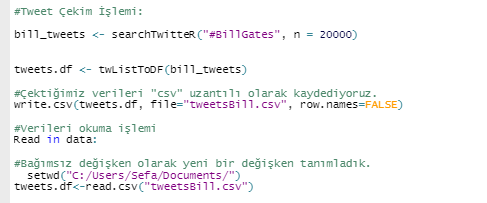 #Tweet Çekim İşlemi:
bill_tweets <- searchTwitteR("#BillGates", n = 20000)
tweets.df <- twListToDF(bill_tweets)
#Çektiğimiz verileri "csv" uzantılı olarak kaydediyoruz.
write.csv(tweets.df, file="tweetsBill.csv", row.names=FALSE)
#Verileri okuma işlemi
Read in data:
#Bağımsız değişken olarak yeni bir değişken tanımladık.
setwd("C:/Users/Sefa/Documents/")
tweets.df<-read.csv("tweetsBill.csv")